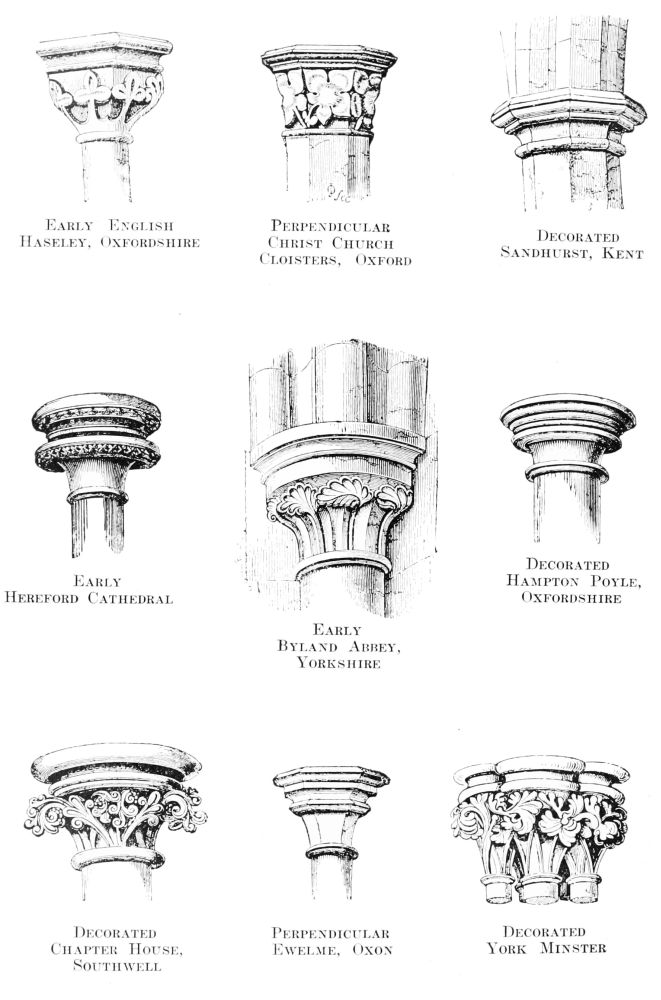 EARLY ENGLISH
HASELEY, OXFORDSHIRE
PERPENDICULAR
CHRIST CHURCH
CLOISTERS, OXFORD
DECORATED
SANDHURST, KENT
EARLY
HEREFORD CATHEDRAL
EARLY
BYLAND ABBEY,
YORKSHIRE
DECORATED
HAMPTON POYLE,
OXFORDSHIRE
DECORATED
CHAPTER HOUSE,
SOUTHWELL
PERPENDICULAR
EWELME, OXON
DECORATED
YORK MINSTER